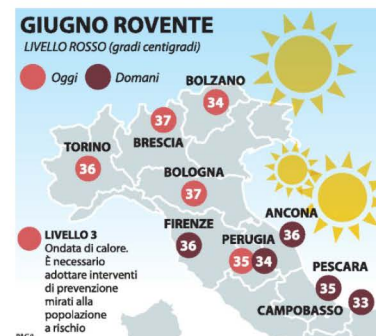 GIUGNO ROVENTE
LIVELLO ROSSO (gradi centigradi)
Oggi Domani
BOLZANO
34
37
BRESCIA
TORINO
36
BOLOGNA
37
FIRENZE
36
ANCONA
36
PERUGIA
35 34
PESCARA
35
CAMPOBASSO
33
LIVELLO 3
Ondata di calore.
È necessario
adottare interventi
di prevenzione
mirati alla
popolazione
a rischio